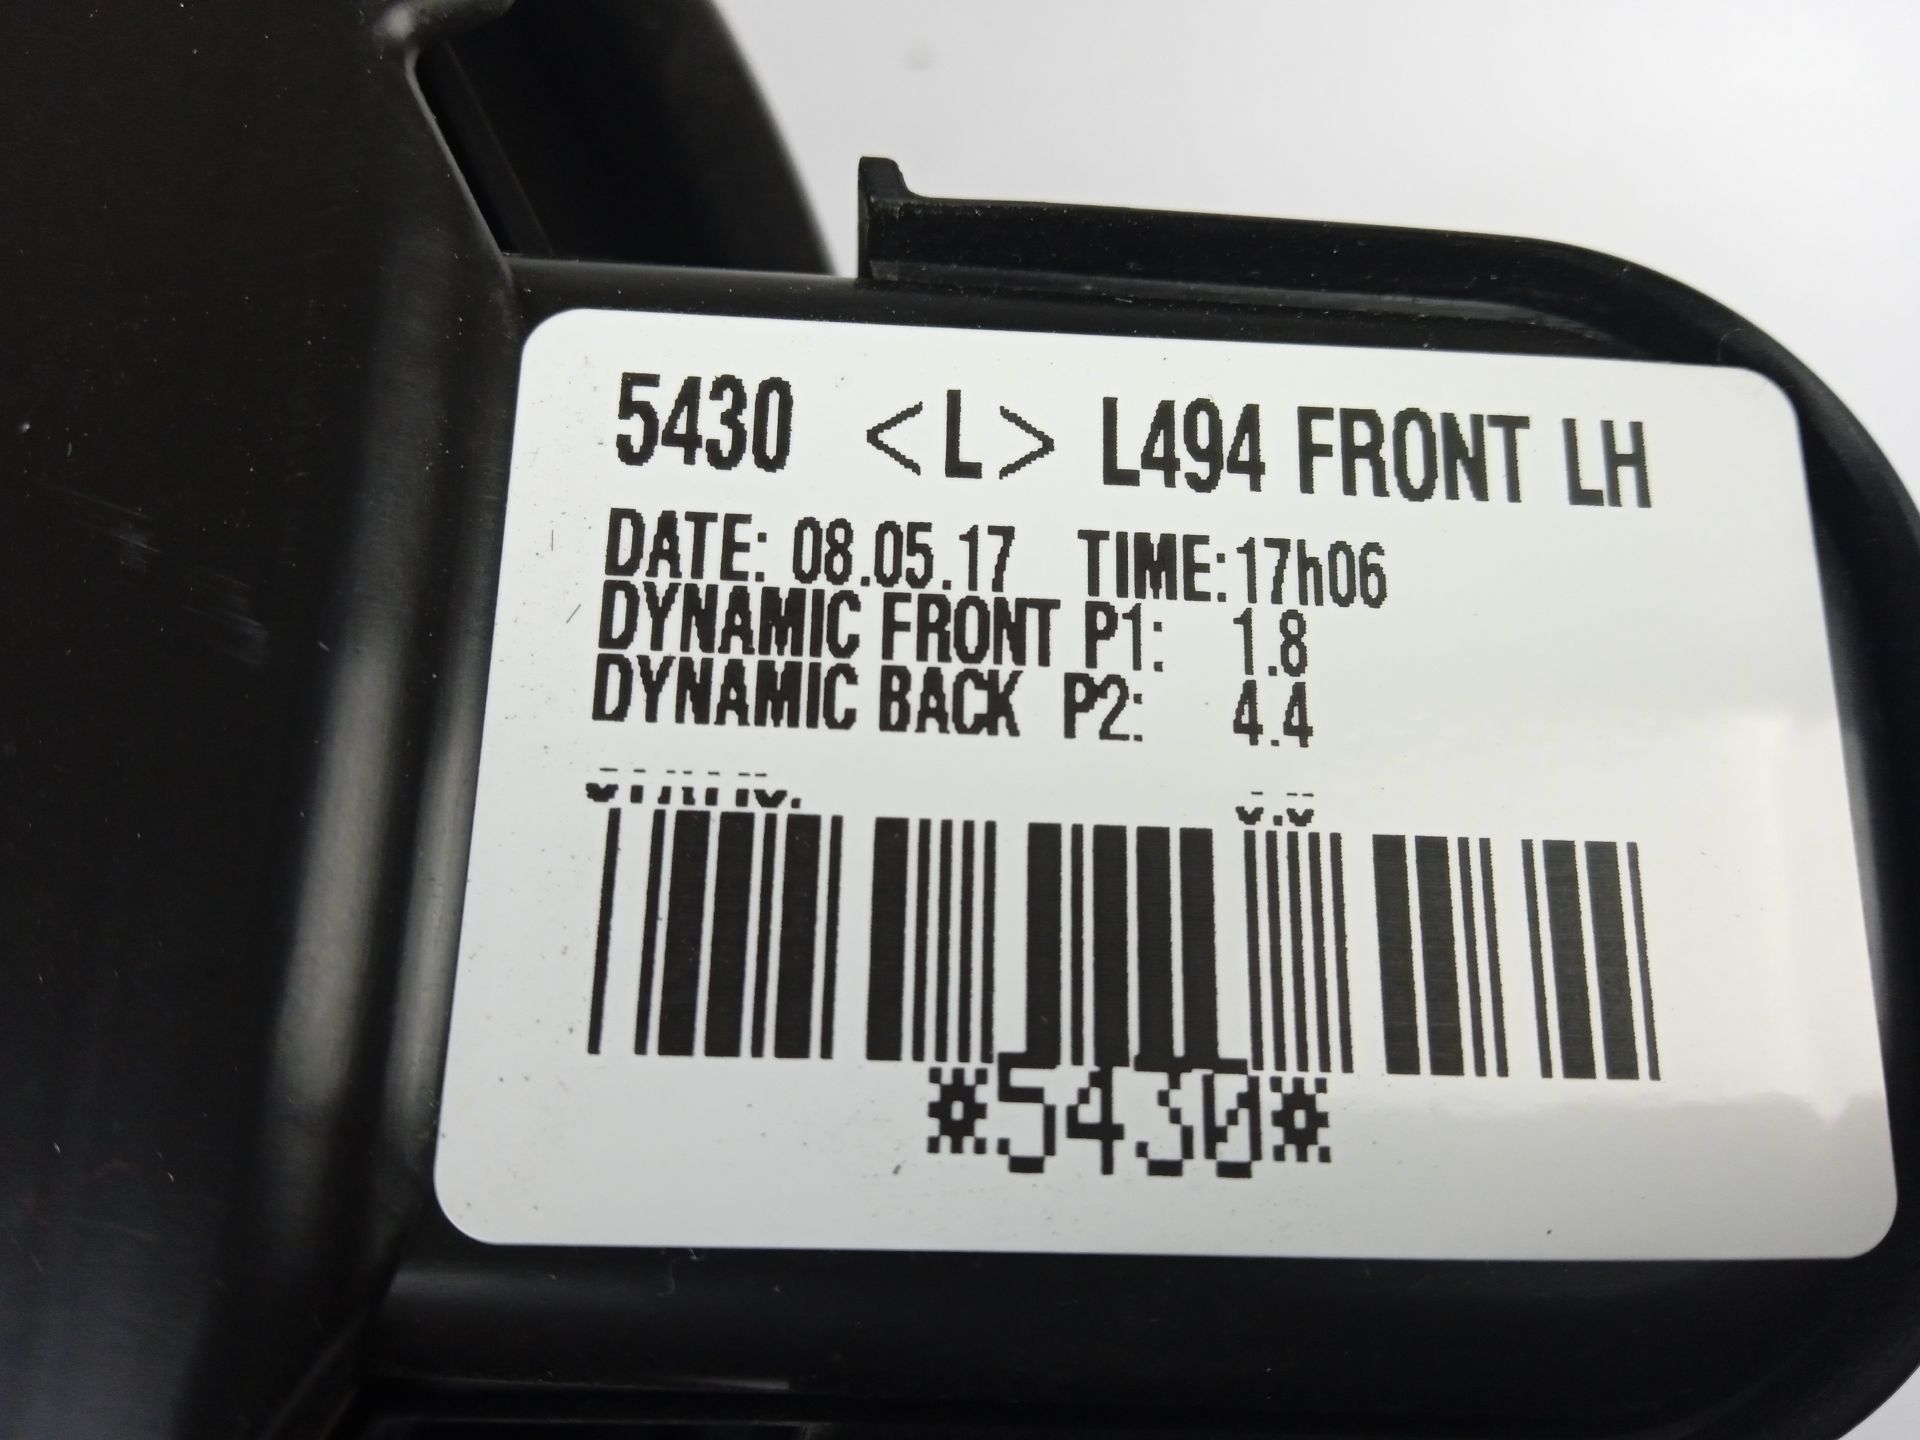 5430 <L> L494 FRONT LH
DATE: 08.05.17 TIME:17h06
DYNAMIC FRONT P1: 1.8
DYNAMIC BACK P2: 4.4
*5430*